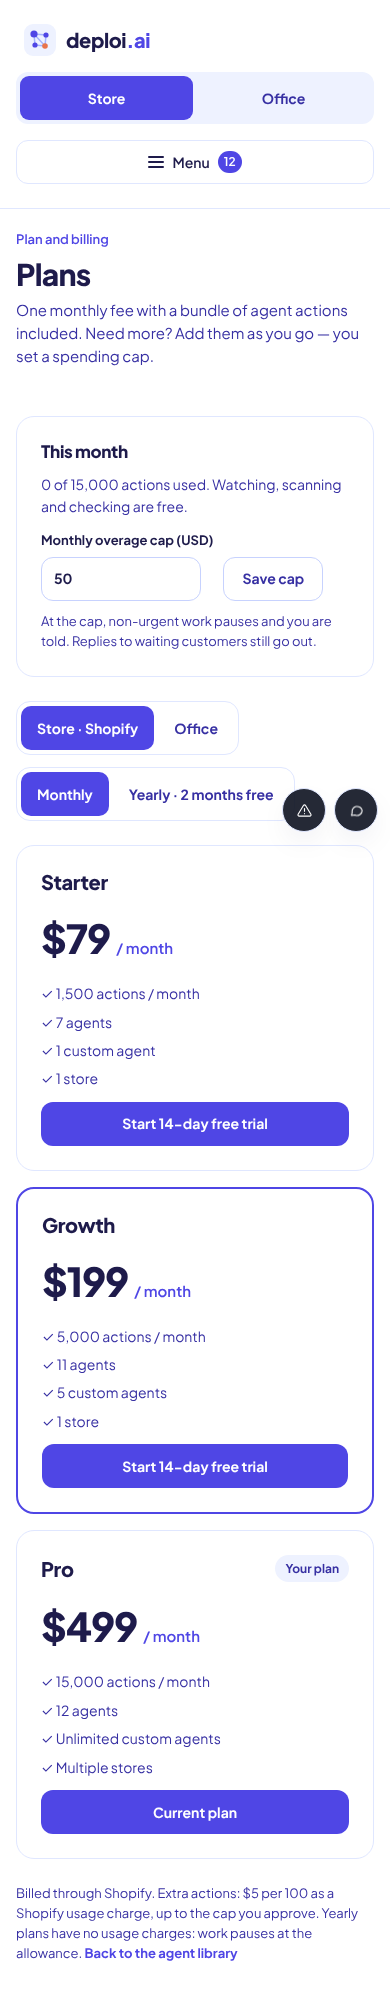 deploi.ai
Store
Office
Menu 12
Plan and billing
Plans
One monthly fee with a bundle of agent actions
included. Need more? Add them as you go — you
set a spending cap.
This month
0 of 15,000 actions used. Watching, scanning
and checking are free.
Monthly overage cap (USD)
50
Save cap
At the cap, non-urgent work pauses and you are
told. Replies to waiting customers still go out.
Store · Shopify
Office
Monthly
Yearly · 2 months free
Starter
$79 / month
✓ 1,500 actions / month
✓ 7 agents
✓ 1 custom agent
✓ 1 store
Start 14-day free trial
Growth
$199 / month
✓ 5,000 actions / month
✓ 11 agents
✓ 5 custom agents
✓ 1 store
Start 14-day free trial
Pro
Your plan
$499 / month
✓ 15,000 actions / month
✓ 12 agents
✓ Unlimited custom agents
✓ Multiple stores
Current plan
Billed through Shopify. Extra actions: $5 per 100 as a
Shopify usage charge, up to the cap you approve. Yearly
plans have no usage charges: work pauses at the
allowance. Back to the agent library